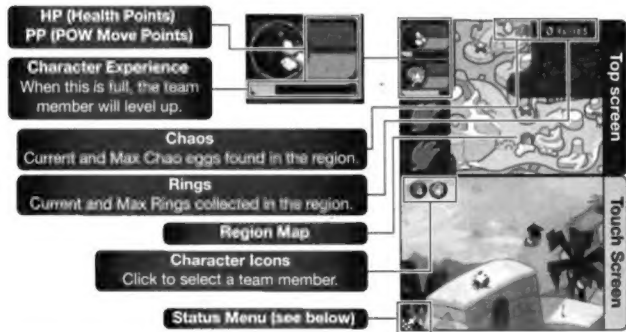 HP (Health Points)
PP (POW Move Points)
Character Experience
When this is full, the team
member will level up.
Chaos
Current and Max Chao eggs found in the region.
Rings
Current and Max Rings collected in the region.
Region Map
Character Icons
Click to select a team member.
Status Menu (see below)
Top screen
Touch Screen